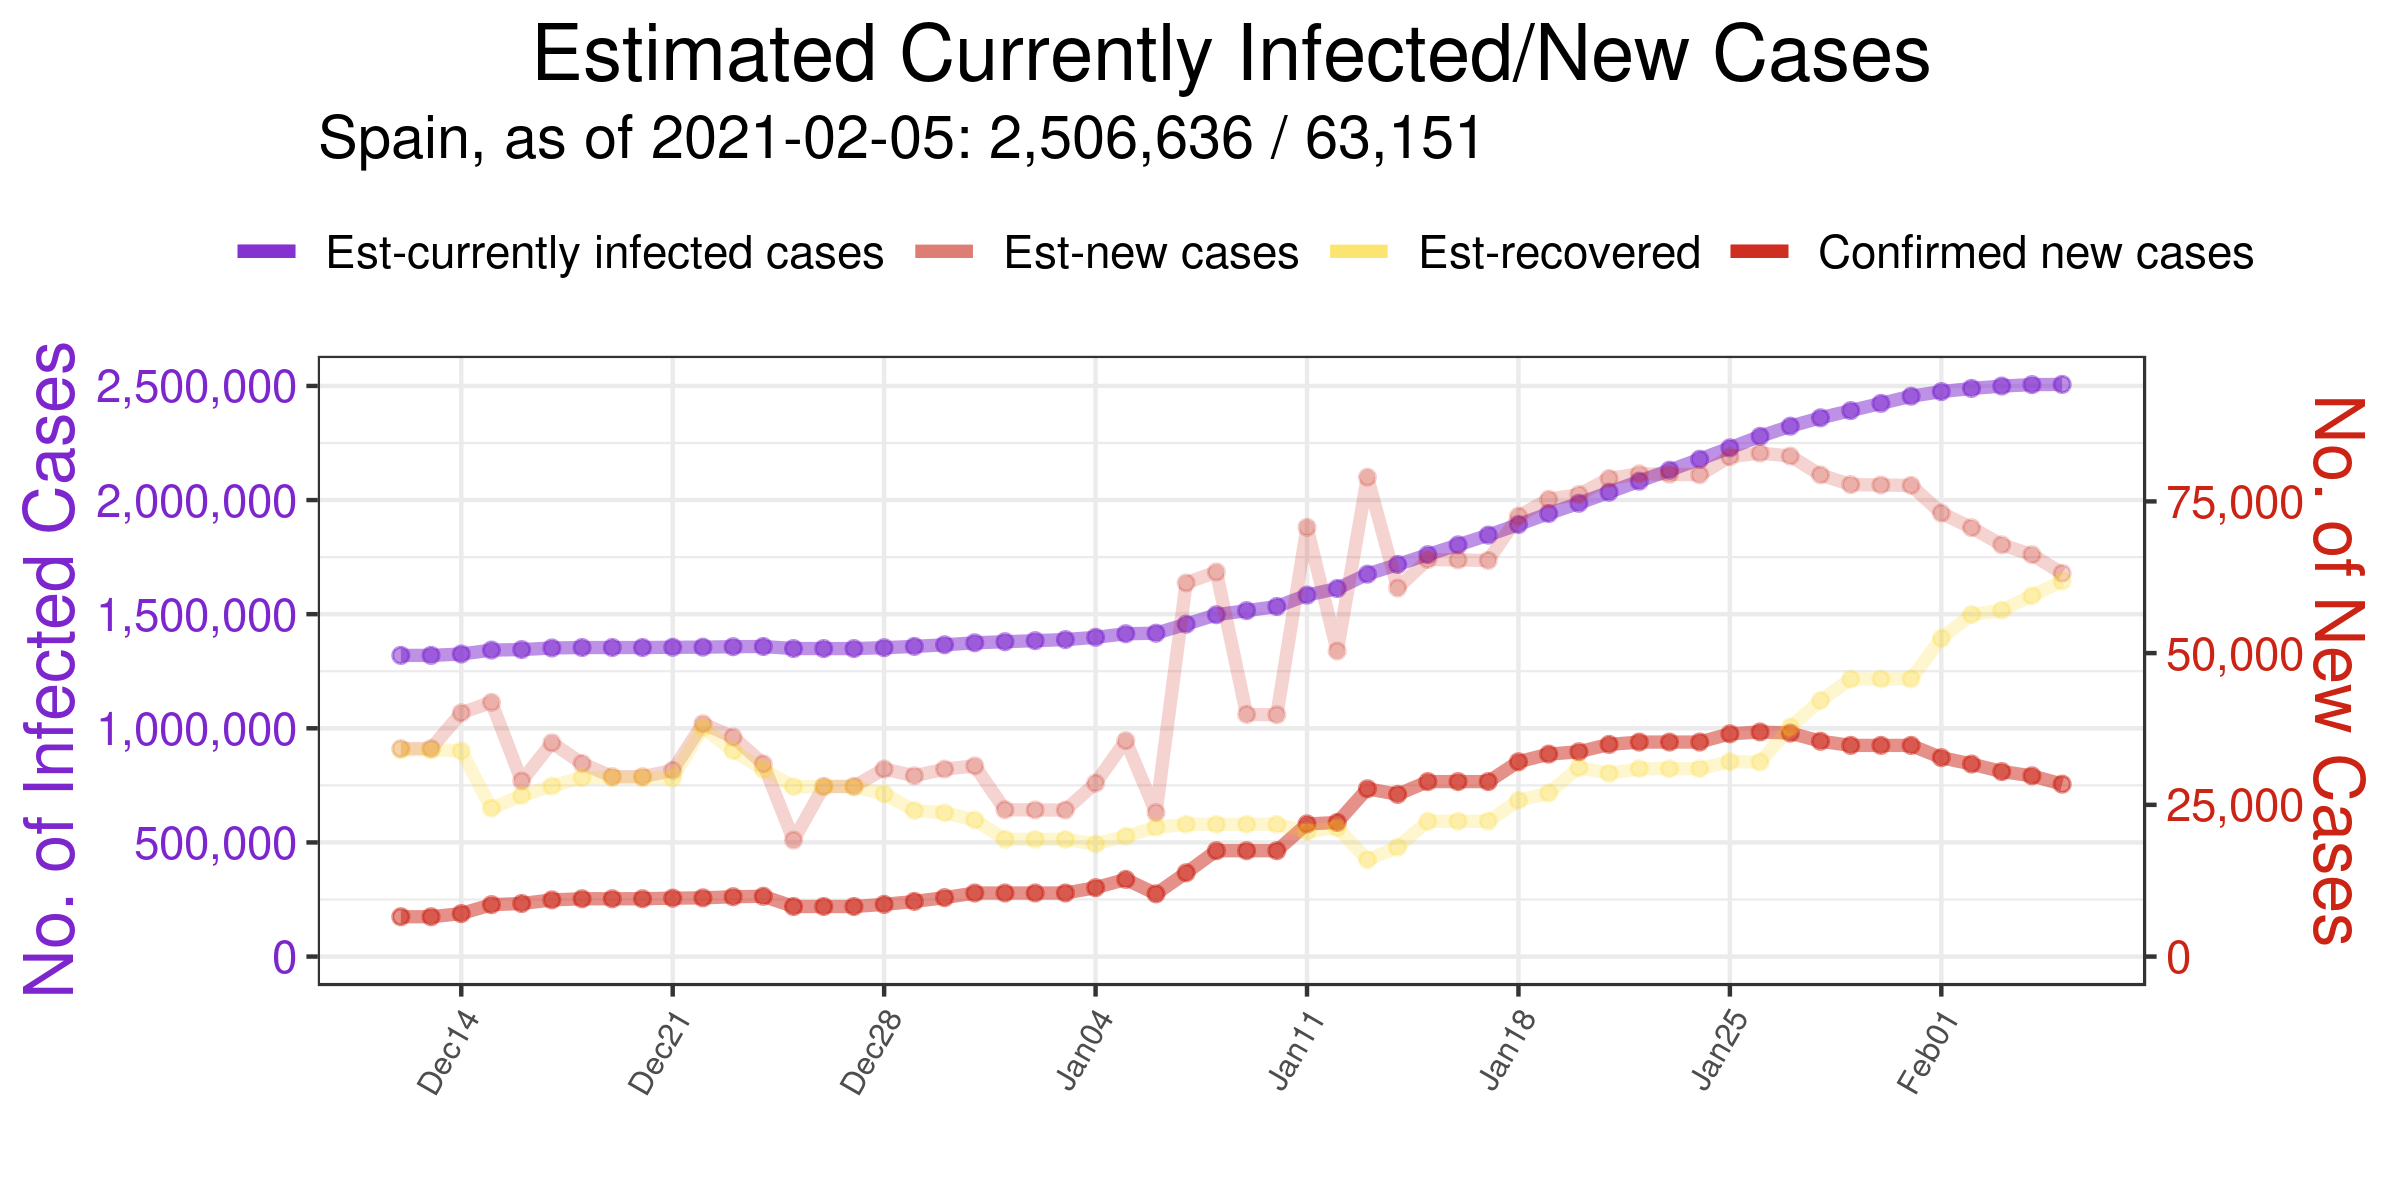 Estimated Currently Infected/New Cases
Spain, as of 2021-02-05: 2,506,636 / 63,151
Est-currently infected cases Est-new cases Est-recovered Confirmed new cases
No. of Infected Cases
2,500,000
2,000,000
1,500,000
1,000,000
500,000
0
75,000
50,000
25,000
0
No. of New Cases
Dec14 Dec21 Dec28 Jan04 Jan11 Jan18 Jan25 Feb01